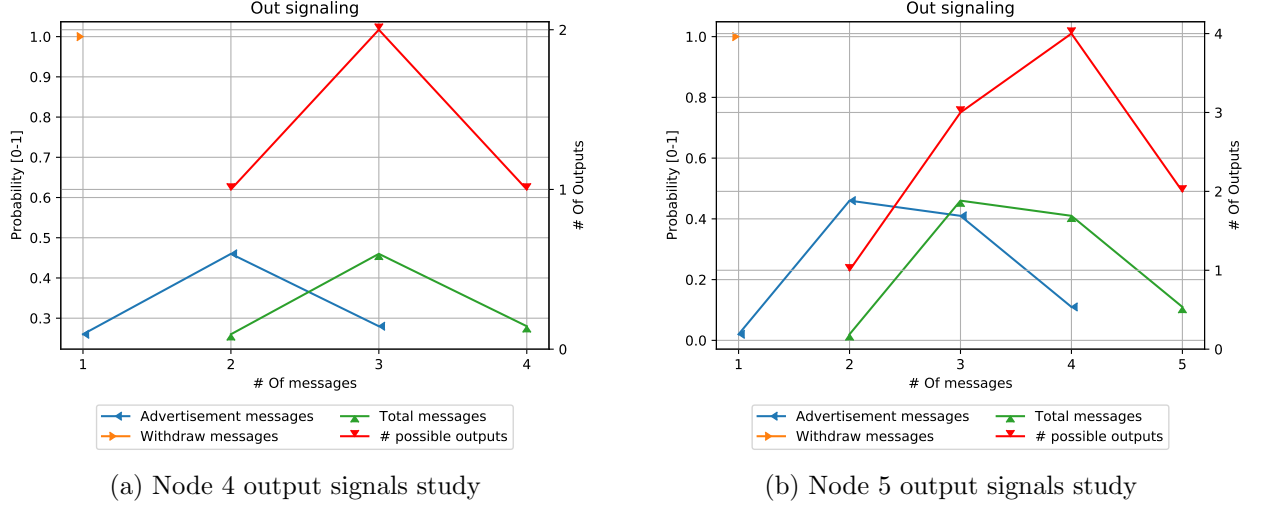 Out signaling
1.0
0.9
0.8
0.7
0.6
0.5
0.4
0.3
Probability [0-1]
2
1
0
# Of Outputs
1 2 3 4
# Of messages
Advertisement messages
Withdraw messages
Total messages
# possible outputs
(a) Node 4 output signals study
Out signaling
1.0
0.8
0.6
0.4
0.2
0.0
Probability [0-1]
4
3
2
1
0
# Of Outputs
1 2 3 4 5
# Of messages
Advertisement messages
Withdraw messages
Total messages
# possible outputs
(b) Node 5 output signals study